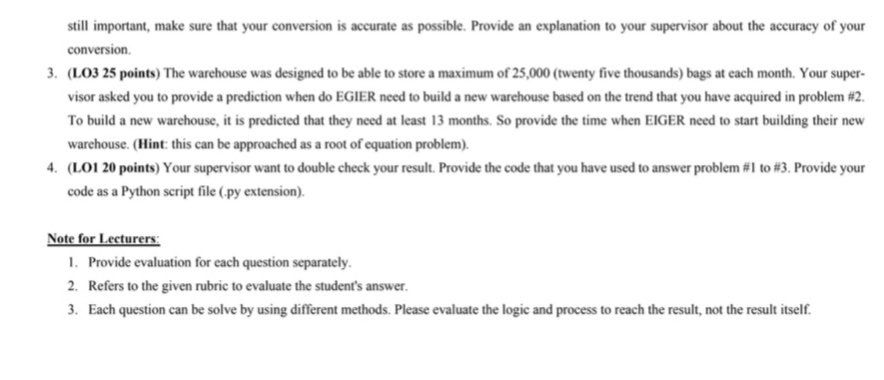 still important, make sure that your conversion is accurate as possible. Provide an explanation to your supervisor about the accuracy of your
conversion.
3. (LO3 25 points) The warehouse was designed to be able to store a maximum of 25,000 (twenty five thousands) bags at each month. Your super-
visor asked you to provide a prediction when do EGIER need to build a new warehouse based on the trend that you have acquired in problem #2.
To build a new warehouse, it is predicted that they need at least 13 months. So provide the time when EIGER need to start building their new
warehouse. (Hint: this can be approached as a root of equation problem).
4. (LO1 20 points) Your supervisor want to double check your result. Provide the code that you have used to answer problem #1 to #3. Provide your
code as a Python script file (.py extension).
Note for Lecturers:
1. Provide evaluation for each question separately.
2. Refers to the given rubric to evaluate the student's answer.
3. Each question can be solve by using different methods. Please evaluate the logic and process to reach the result, not the result itself.